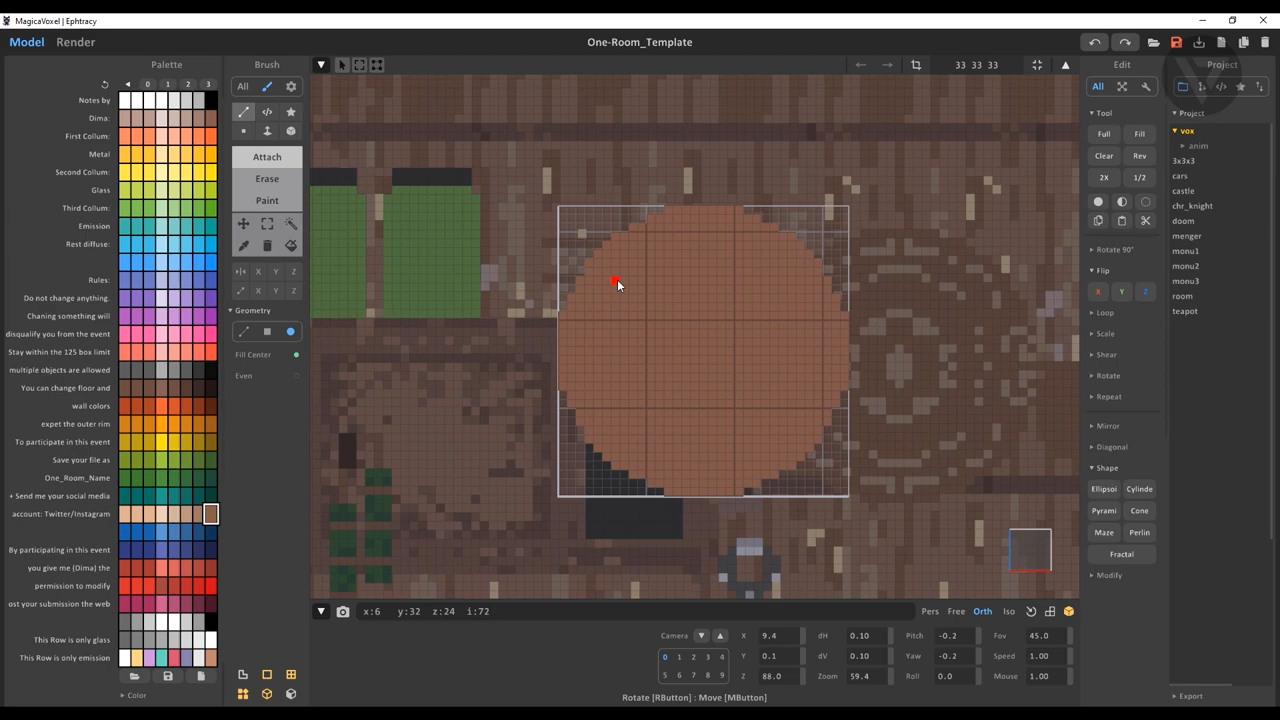 MagicaVoxel | Ephtracy
Model Render
One-Room_Template
Palette
0 1 2 3
Notes by
Dima:
First Collum:
Metal
Second Collum:
Glass
Third Collum:
Emission
Rest diffuse:
Rules:
Do not change anything.
Chaning something will
disqualify you from the event
Stay within the 125 box limit
multiple objects are allowed
You can change floor and
wall colors
expet the outer rim
To participate in this event
Save your file as
One_Room_Name
+ Send me your social media
account: Twitter/Instagram
By participating in this event
you give me (Dima) the
permission to modify
ost your submission the web
This Row is only glass
This Row is only emission
Color
Brush
All
Attach
Erase
Paint
X Y Z
X Y Z
Geometry
Fill Center
Even
33 33 33
x:6 y:32 z:24 i:72
Pers Free Orth Iso
Camera X 9.4 dH 0.10 Pitch -0.2 Fov 45.0
0 1 2 3 4 Y 0.1 dV 0.10 Yaw -0.2 Speed 1.00
5 6 7 8 9 Z 88.0 Zoom 59.4 Roll 0.0 Mouse 1.00
Rotate [RButton] : Move [MButton]
Edit
All
Tool
Full Fill
Clear Rev
2X 1/2
Rotate 90°
Flip
X Y Z
Loop
Scale
Shear
Rotate
Repeat
Mirror
Diagonal
Shape
Ellipsoi Cylinde
Pyrami Cone
Maze Perlin
Fractal
Modify
Project
Project
vox
anim
3x3x3
cars
castle
chr_knight
doom
menger
monu1
monu2
monu3
room
teapot
Export